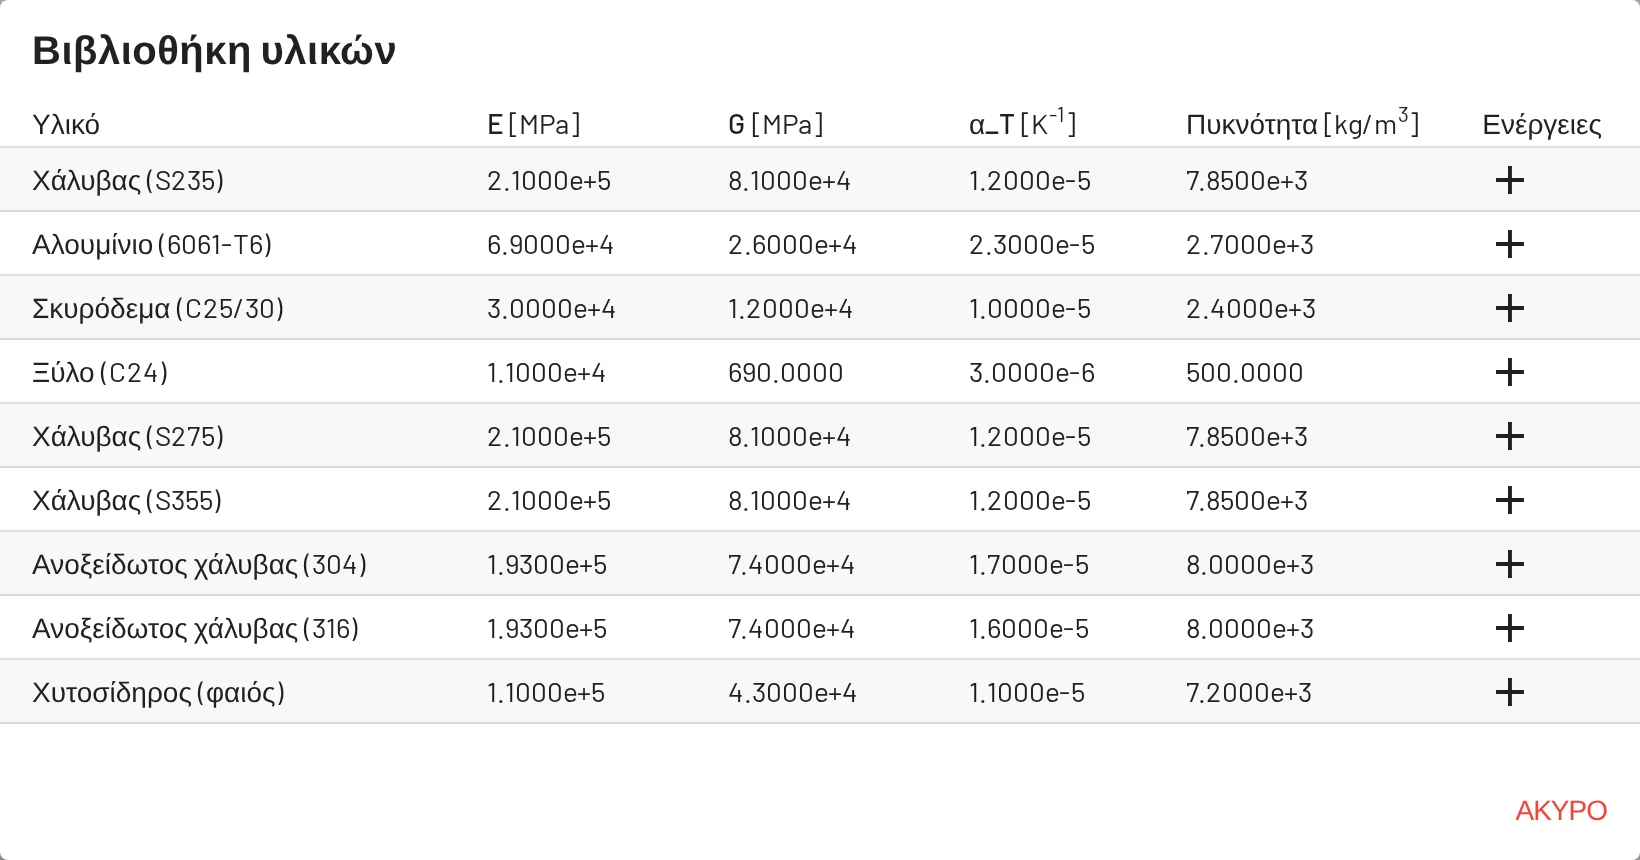 Βιβλιοθήκη υλικών
Υλικό E [MPa] G [MPa] α_T [K⁻¹] Πυκνότητα [kg/m³] Ενέργειες
Χάλυβας (S235) 2.1000e+5 8.1000e+4 1.2000e-5 7.8500e+3 +
Αλουμίνιο (6061-T6) 6.9000e+4 2.6000e+4 2.3000e-5 2.7000e+3 +
Σκυρόδεμα (C25/30) 3.0000e+4 1.2000e+4 1.0000e-5 2.4000e+3 +
Ξύλο (C24) 1.1000e+4 690.0000 3.0000e-6 500.0000 +
Χάλυβας (S275) 2.1000e+5 8.1000e+4 1.2000e-5 7.8500e+3 +
Χάλυβας (S355) 2.1000e+5 8.1000e+4 1.2000e-5 7.8500e+3 +
Ανοξείδωτος χάλυβας (304) 1.9300e+5 7.4000e+4 1.7000e-5 8.0000e+3 +
Ανοξείδωτος χάλυβας (316) 1.9300e+5 7.4000e+4 1.6000e-5 8.0000e+3 +
Χυτοσίδηρος (φαιός) 1.1000e+5 4.3000e+4 1.1000e-5 7.2000e+3 +
ΑΚΥΡΟ